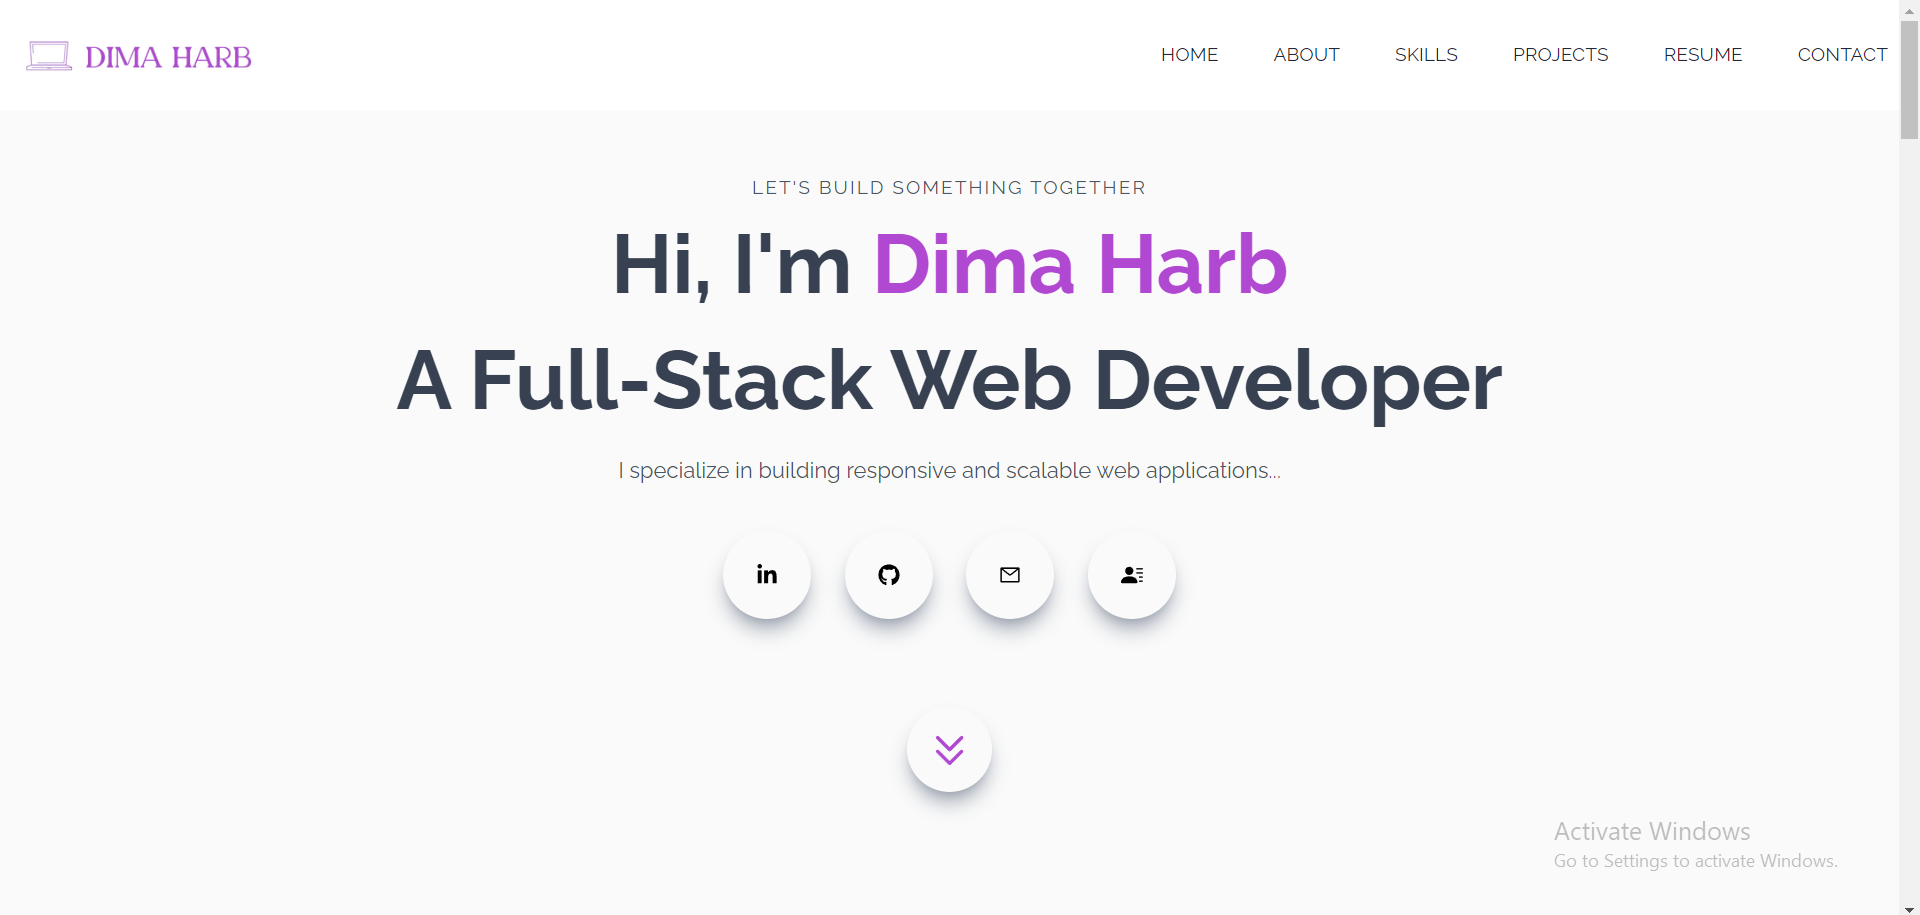 DIMA HARB
HOME ABOUT SKILLS PROJECTS RESUME CONTACT
LET'S BUILD SOMETHING TOGETHER
Hi, I'm Dima Harb
A Full-Stack Web Developer
I specialize in building responsive and scalable web applications...
in
Activate Windows
Go to Settings to activate Windows.